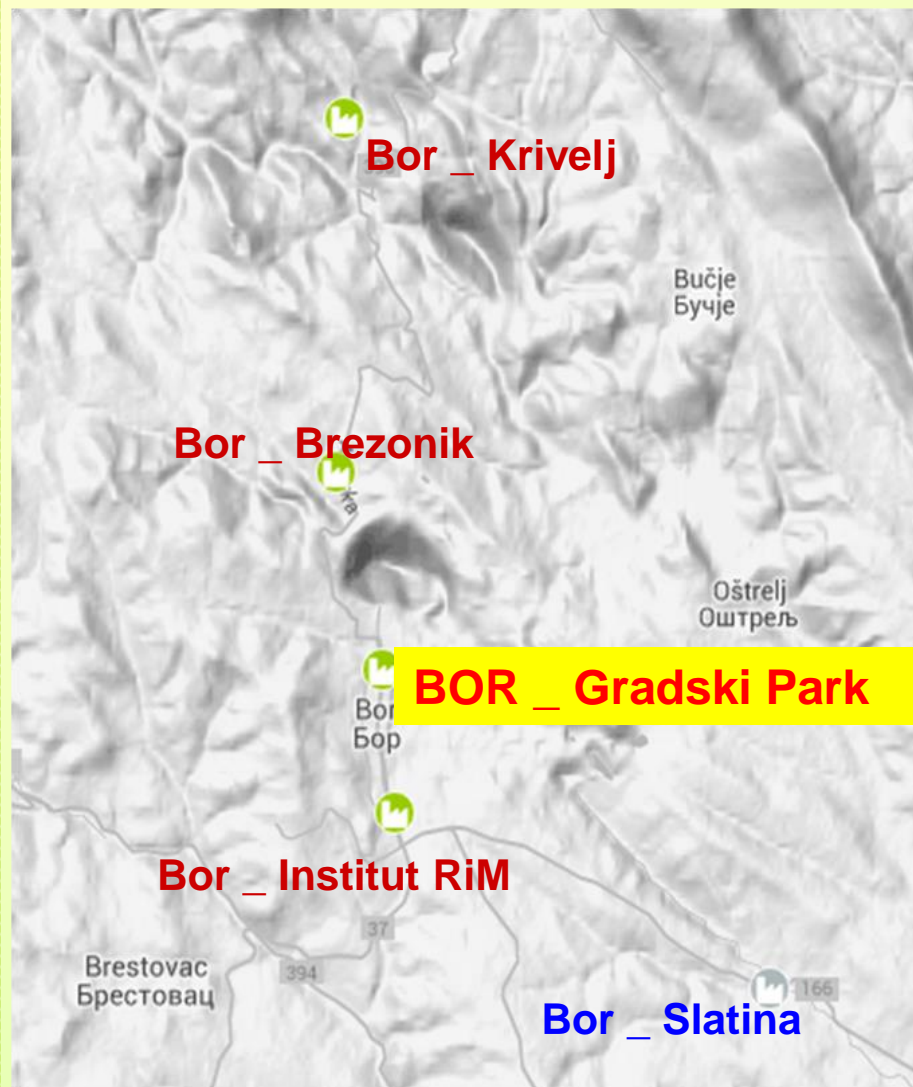 Bor _ Krivelj
Bučje
Бучје
Bor _ Brezonik
ka
Oštrelj
Оштрељ
BOR _ Gradski Park
Bor
Бор
Bor _ Institut RiM
37
Brestovac
Брестовац
394
166
Bor _ Slatina